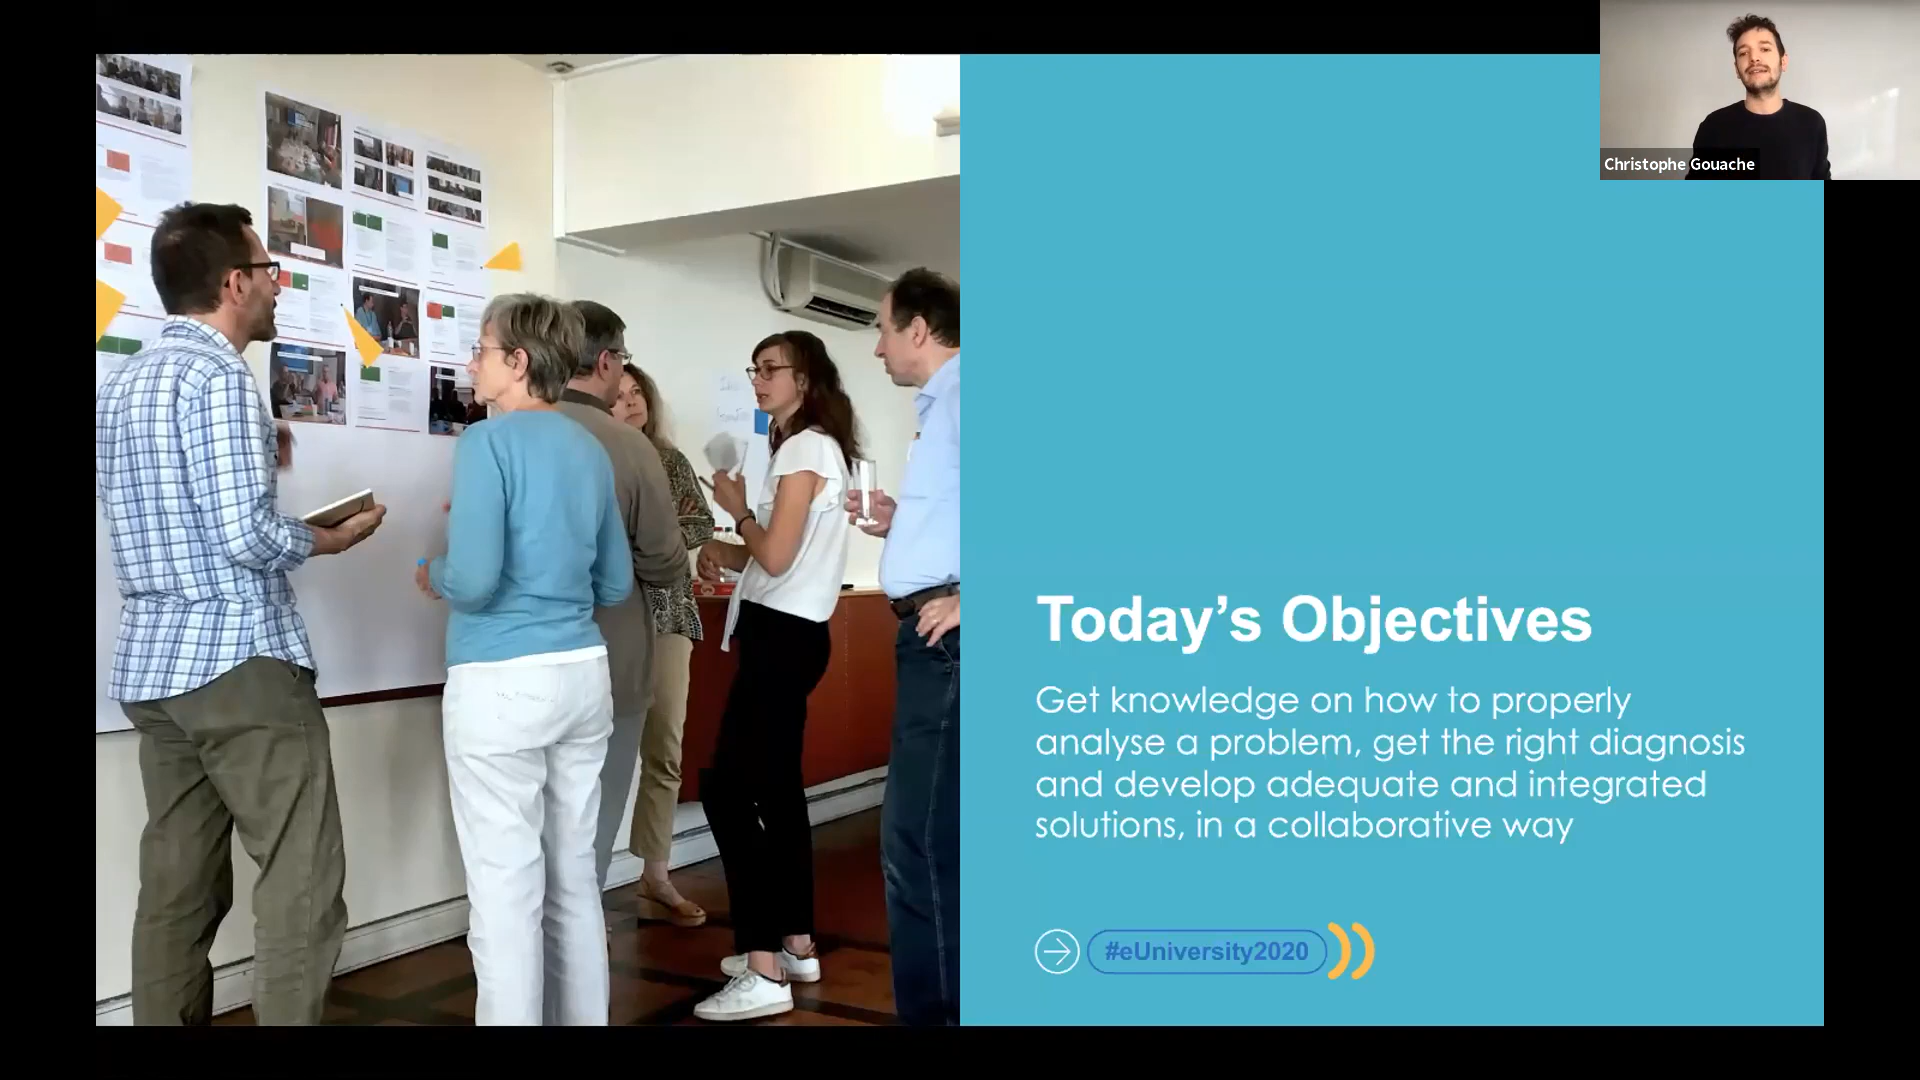 Christophe Gouache
Today's Objectives
Get knowledge on how to properly
analyse a problem, get the right diagnosis
and develop adequate and integrated
solutions, in a collaborative way
#eUniversity2020